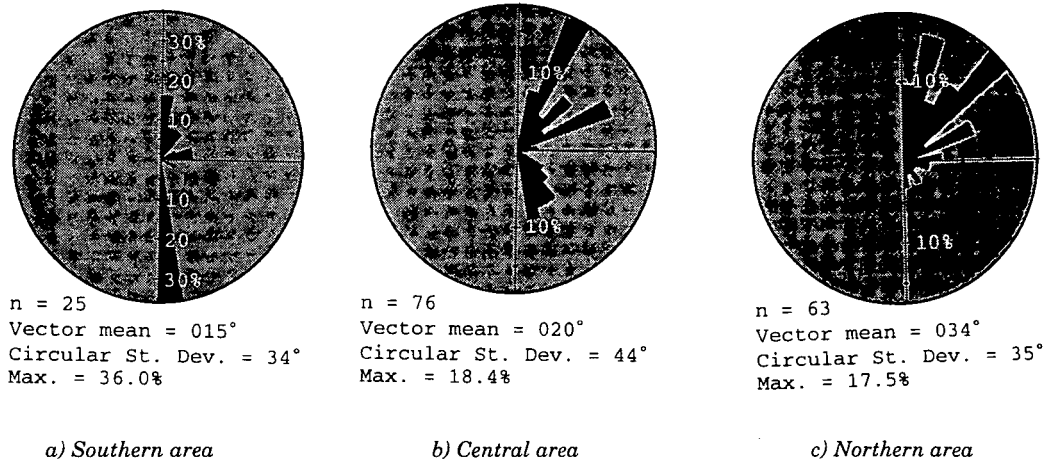 30%
20
10
10
20
30%
n = 25
Vector mean = 015°
Circular St. Dev. = 34°
Max. = 36.0%
a) Southern area
10%
10%
n = 76
Vector mean = 020°
Circular St. Dev. = 44°
Max. = 18.4%
b) Central area
10%
10%
n = 63
Vector mean = 034°
Circular St. Dev. = 35°
Max. = 17.5%
c) Northern area